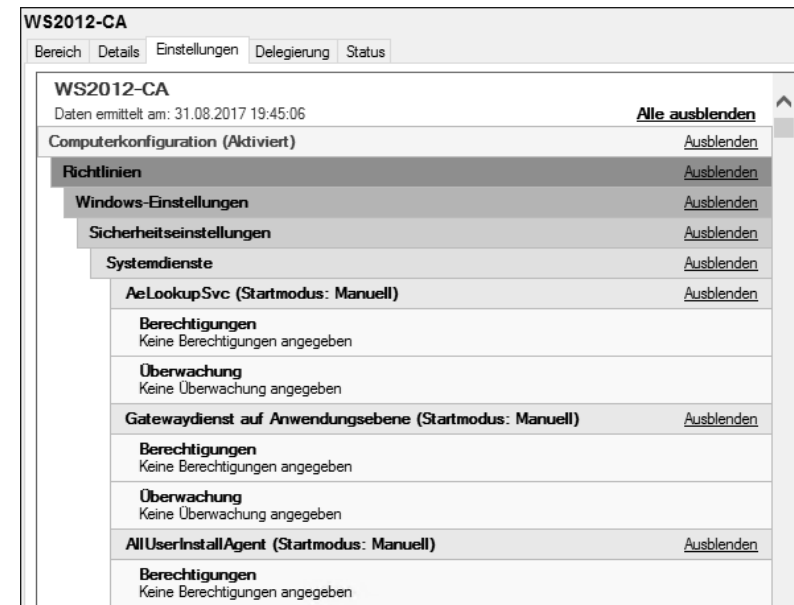 WS2012-CA
Bereich Details Einstellungen Delegierung Status
WS2012-CA
Daten ermittelt am: 31.08.2017 19:45:06 Alle ausblenden
Computerkonfiguration (Aktiviert) Ausblenden
Richtlinien Ausblenden
Windows-Einstellungen Ausblenden
Sicherheitseinstellungen Ausblenden
Systemdienste Ausblenden
AeLookupSvc (Startmodus: Manuell) Ausblenden
Berechtigungen
Keine Berechtigungen angegeben
Überwachung
Keine Überwachung angegeben
Gatewaydienst auf Anwendungsebene (Startmodus: Manuell) Ausblenden
Berechtigungen
Keine Berechtigungen angegeben
Überwachung
Keine Überwachung angegeben
AllUserInstallAgent (Startmodus: Manuell) Ausblenden
Berechtigungen
Keine Berechtigungen angegeben